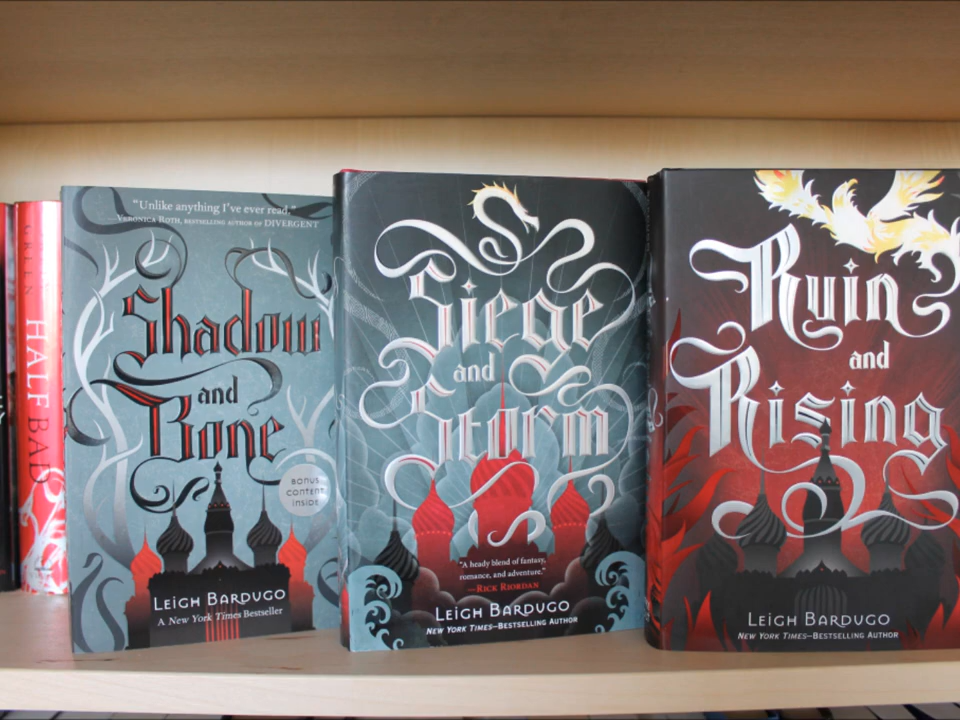 GREEN
HALF BAD
“Unlike anything I’ve ever read.”
—VERONICA ROTH, BESTSELLING AUTHOR OF DIVERGENT
Shadow
and
Bone
BONUS
CONTENT
INSIDE
LEIGH BARDUGO
A New York Times Bestseller
Siege
and
Storm
“A heady blend of fantasy,
romance, and adventure.”
—RICK RIORDAN
LEIGH BARDUGO
NEW YORK TIMES–BESTSELLING AUTHOR
Ruin
and
Rising
LEIGH BARDUGO
NEW YORK TIMES–BESTSELLING AUTHOR